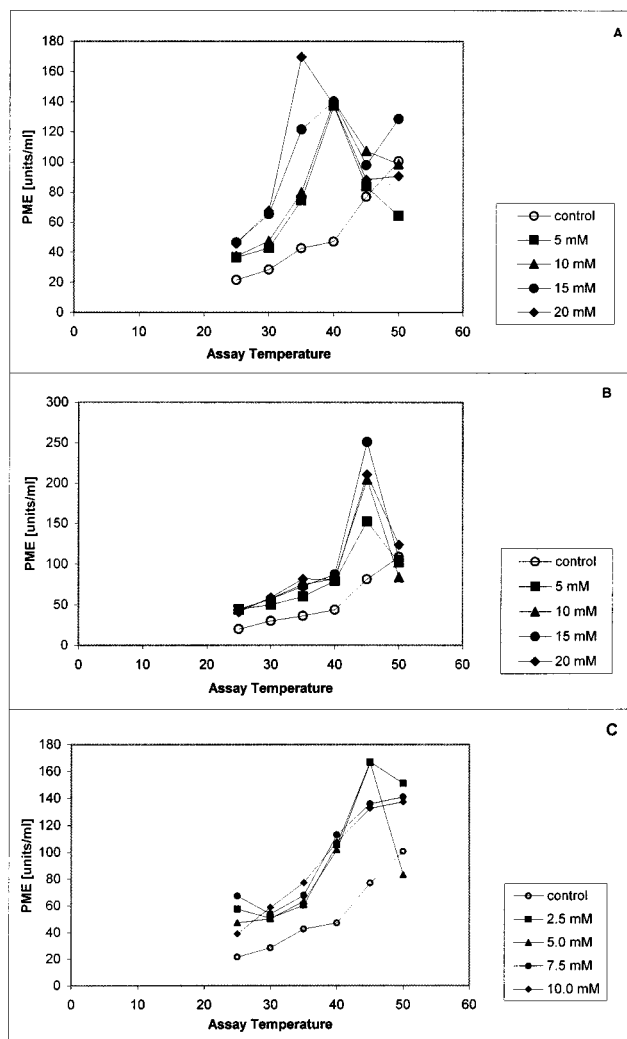 A
PME [units/ml]
180
160
140
120
100
80
60
40
20
0
0 10 20 30 40 50 60
Assay Temperature
control
5 mM
10 mM
15 mM
20 mM
B
PME [units/ml]
300
250
200
150
100
50
0
0 10 20 30 40 50 60
Assay Temperature
control
5 mM
10 mM
15 mM
20 mM
C
PME [units/ml]
180
160
140
120
100
80
60
40
20
0
0 10 20 30 40 50 60
Assay Temperature
control
2.5 mM
5.0 mM
7.5 mM
10.0 mM